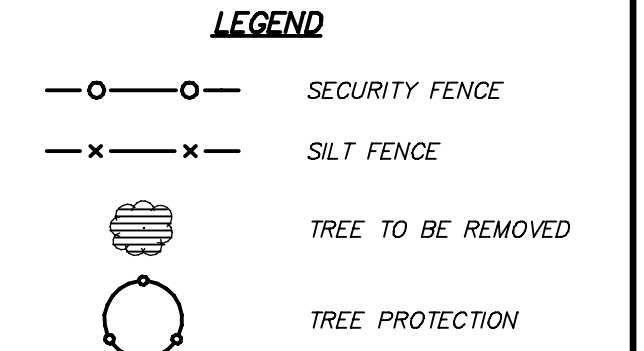 LEGEND
SECURITY FENCE
SILT FENCE
TREE TO BE REMOVED
TREE PROTECTION